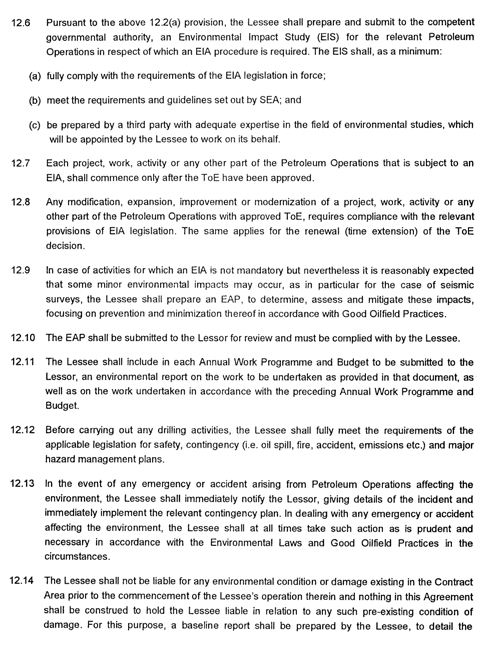 12.6 Pursuant to the above 12.2(a) provision, the Lessee shall prepare and submit to the competent
governmental authority, an Environmental Impact Study (EIS) for the relevant Petroleum
Operations in respect of which an EIA procedure is required. The EIS shall, as a minimum:
(a) fully comply with the requirements of the EIA legislation in force;
(b) meet the requirements and guidelines set out by SEA; and
(c) be prepared by a third party with adequate expertise in the field of environmental studies, which
will be appointed by the Lessee to work on its behalf.
12.7 Each project, work, activity or any other part of the Petroleum Operations that is subject to an
EIA, shall commence only after the ToE have been approved.
12.8 Any modification, expansion, improvement or modernization of a project, work, activity or any
other part of the Petroleum Operations with approved ToE, requires compliance with the relevant
provisions of EIA legislation. The same applies for the renewal (time extension) of the ToE
decision.
12.9 In case of activities for which an EIA is not mandatory but nevertheless it is reasonably expected
that some minor environmental impacts may occur, as in particular for the case of seismic
surveys, the Lessee shall prepare an EAP, to determine, assess and mitigate these impacts,
focusing on prevention and minimization thereof in accordance with Good Oilfield Practices.
12.10 The EAP shall be submitted to the Lessor for review and must be complied with by the Lessee.
12.11 The Lessee shall include in each Annual Work Programme and Budget to be submitted to the
Lessor, an environmental report on the work to be undertaken as provided in that document, as
well as on the work undertaken in accordance with the preceding Annual Work Programme and
Budget.
12.12 Before carrying out any drilling activities, the Lessee shall fully meet the requirements of the
applicable legislation for safety, contingency (i.e. oil spill, fire, accident, emissions etc.) and major
hazard management plans.
12.13 In the event of any emergency or accident arising from Petroleum Operations affecting the
environment, the Lessee shall immediately notify the Lessor, giving details of the incident and
immediately implement the relevant contingency plan. In dealing with any emergency or accident
affecting the environment, the Lessee shall at all times take such action as is prudent and
necessary in accordance with the Environmental Laws and Good Oilfield Practices in the
circumstances.
12.14 The Lessee shall not be liable for any environmental condition or damage existing in the Contract
Area prior to the commencement of the Lessee's operation therein and nothing in this Agreement
shall be construed to hold the Lessee liable in relation to any such pre-existing condition of
damage. For this purpose, a baseline report shall be prepared by the Lessee, to detail the